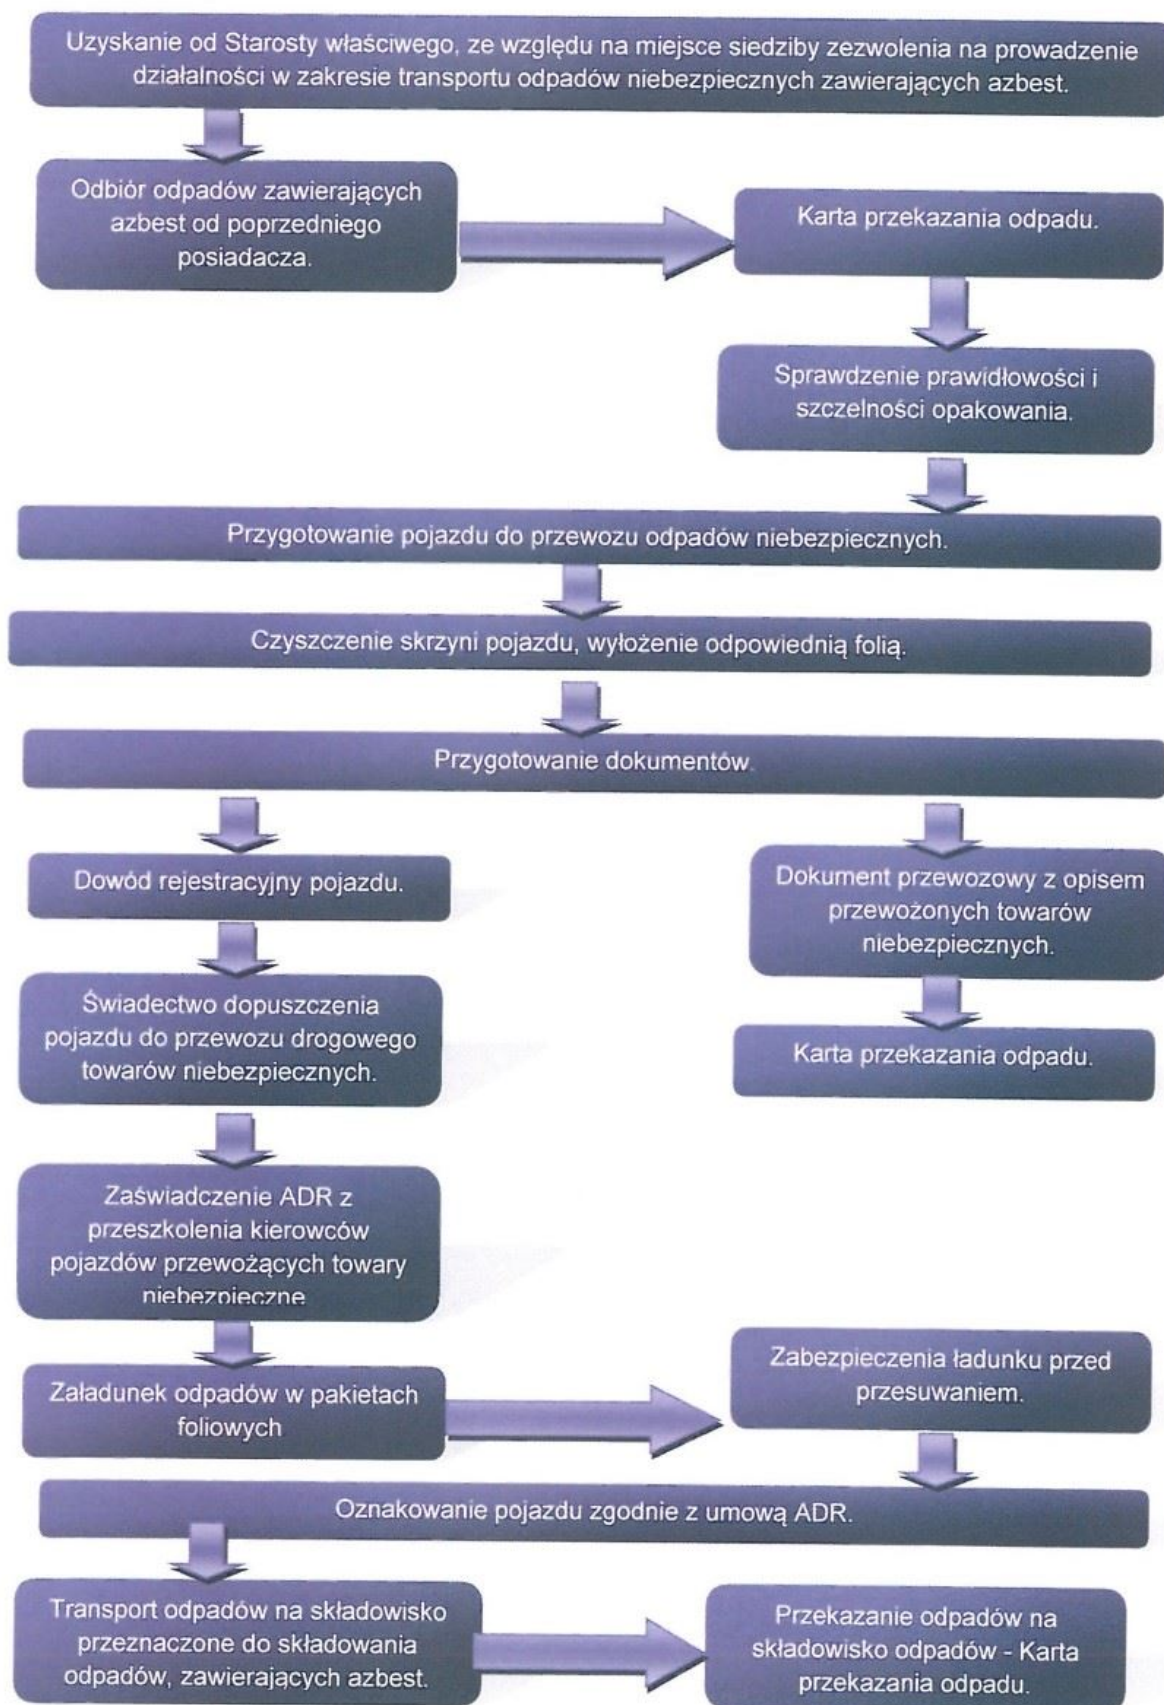 Uzyskanie od Starosty właściwego, ze względu na miejsce siedziby zezwolenia na prowadzenie
działalności w zakresie transportu odpadów niebezpiecznych zawierających azbest.
Odbiór odpadów zawierających
azbest od poprzedniego
posiadacza.
Karta przekazania odpadu.
Sprawdzenie prawidłowości i
szczelności opakowania.
Przygotowanie pojazdu do przewozu odpadów niebezpiecznych.
Czyszczenie skrzyni pojazdu, wyłożenie odpowiednią folią.
Przygotowanie dokumentów.
Dowód rejestracyjny pojazdu.
Świadectwo dopuszczenia
pojazdu do przewozu drogowego
towarów niebezpiecznych.
Zaświadczenie ADR z
przeszkolenia kierowców
pojazdów przewożących towary
niebezpieczne
Dokument przewozowy z opisem
przewożonych towarów
niebezpiecznych.
Karta przekazania odpadu.
Załadunek odpadów w pakietach
foliowych
Zabezpieczenia ładunku przed
przesuwaniem.
Oznakowanie pojazdu zgodnie z umową ADR.
Transport odpadów na składowisko
przeznaczone do składowania
odpadów, zawierających azbest.
Przekazanie odpadów na
składowisko odpadów - Karta
przekazania odpadu.